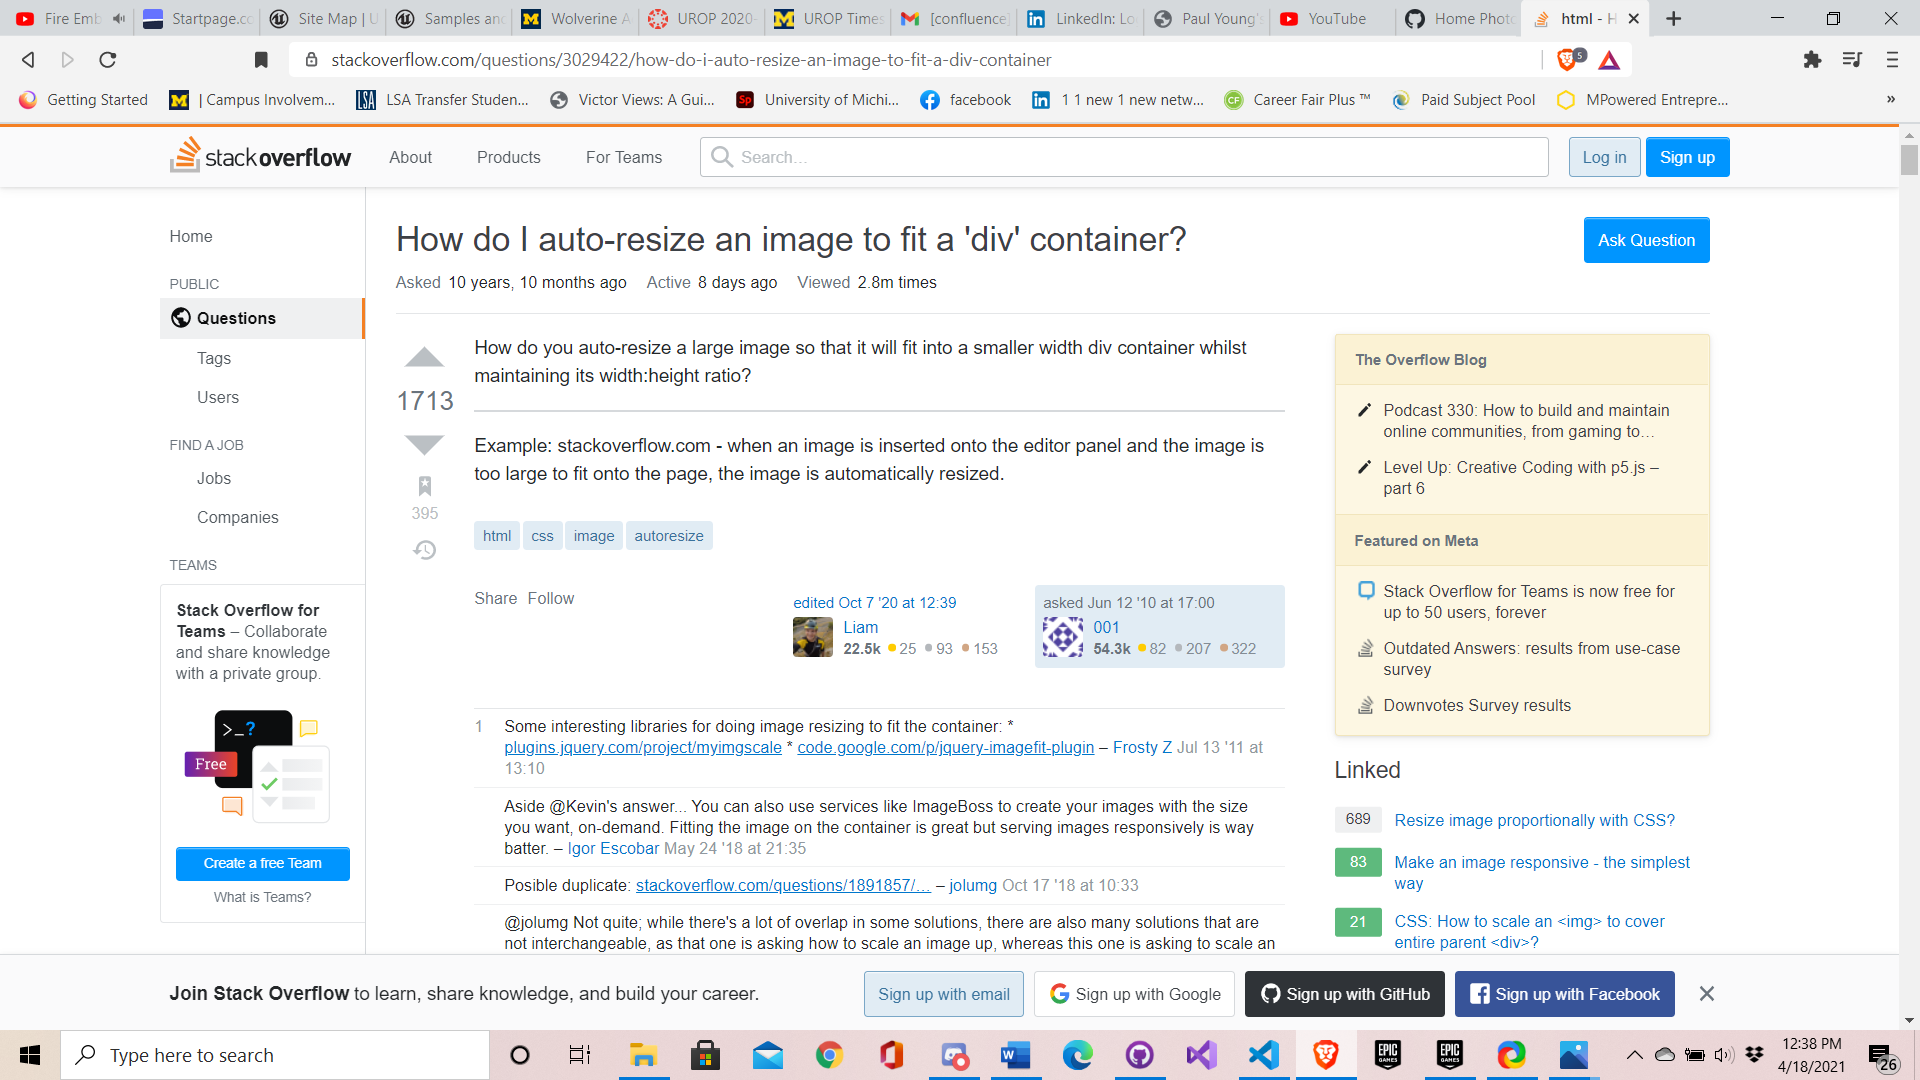 Fire Emb
Startpage.co
Site Map | U
Samples and
Wolverine A
UROP 2020-
UROP Times
[confluence]
LinkedIn: Lo
Paul Young's
YouTube
Home Photo
html - H
stackoverflow.com/questions/3029422/how-do-i-auto-resize-an-image-to-fit-a-div-container
5
Getting Started
| Campus Involvem...
LSA Transfer Studen...
Victor Views: A Gui...
University of Michi...
facebook
1 1 new 1 new netw...
Career Fair Plus ™
Paid Subject Pool
MPowered Entrepre...
»
stack overflow
About
Products
For Teams
Search...
Log in
Sign up
Home
PUBLIC
Questions
Tags
Users
FIND A JOB
Jobs
Companies
TEAMS
Stack Overflow for
Teams – Collaborate
and share knowledge
with a private group.
>_?
Free
Create a free Team
What is Teams?
How do I auto-resize an image to fit a 'div' container?
Ask Question
Asked 10 years, 10 months ago Active 8 days ago Viewed 2.8m times
1713
395
How do you auto-resize a large image so that it will fit into a smaller width div container whilst
maintaining its width:height ratio?
Example: stackoverflow.com - when an image is inserted onto the editor panel and the image is
too large to fit onto the page, the image is automatically resized.
html css image autoresize
Share Follow
edited Oct 7 '20 at 12:39
Liam
22.5k 25 93 153
asked Jun 12 '10 at 17:00
001
54.3k 82 207 322
1
Some interesting libraries for doing image resizing to fit the container: *
plugins.jquery.com/project/myimgscale * code.google.com/p/jquery-imagefit-plugin – Frosty Z Jul 13 '11 at
13:10
Aside @Kevin's answer... You can also use services like ImageBoss to create your images with the size
you want, on-demand. Fitting the image on the container is great but serving images responsively is way
batter. – Igor Escobar May 24 '18 at 21:35
Posible duplicate: stackoverflow.com/questions/1891857/... – jolumg Oct 17 '18 at 10:33
@jolumg Not quite; while there's a lot of overlap in some solutions, there are also many solutions that are
not interchangeable, as that one is asking how to scale an image up, whereas this one is asking to scale an
The Overflow Blog
Podcast 330: How to build and maintain
online communities, from gaming to...
Level Up: Creative Coding with p5.js –
part 6
Featured on Meta
Stack Overflow for Teams is now free for
up to 50 users, forever
Outdated Answers: results from use-case
survey
Downvotes Survey results
Linked
689 Resize image proportionally with CSS?
83 Make an image responsive - the simplest
way
21 CSS: How to scale an <img> to cover
entire parent <div>?
Join Stack Overflow to learn, share knowledge, and build your career.
Sign up with email
Sign up with Google
Sign up with GitHub
Sign up with Facebook
Type here to search
EPIC
GAMES
EPIC
GAMES
12:38 PM
4/18/2021
26